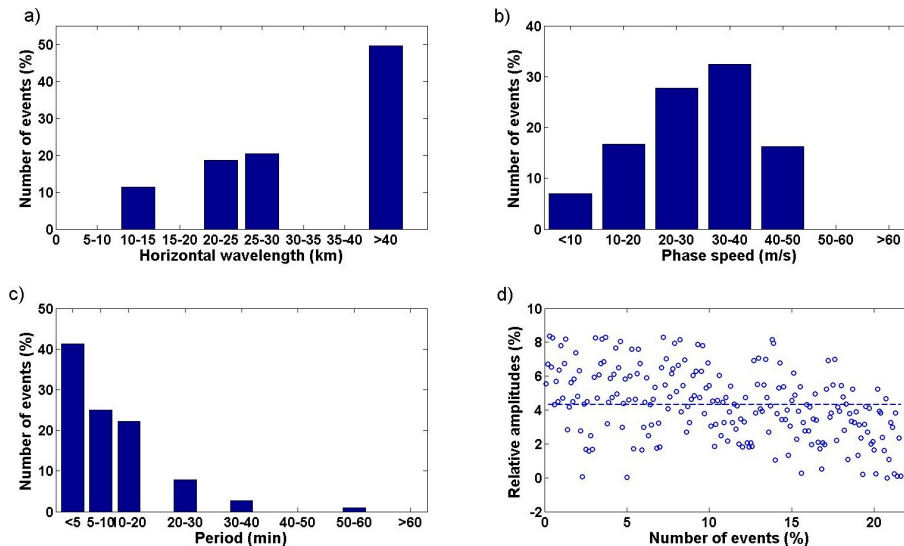 a)
Number of events (%)
50
40
30
20
10
0
0 5-10 10-15 15-20 20-25 25-30 30-35 35-40 >40
Horizontal wavelength (km)
b)
Number of events (%)
40
30
20
10
0
<10 10-20 20-30 30-40 40-50 50-60 >60
Phase speed (m/s)
c)
Number of events (%)
50
40
30
20
10
0
<5 5-10 10-20 20-30 30-40 40-50 50-60 >60
Period (min)
d)
Relative amplitudes (%)
10
8
6
4
2
0
-2
0 5 10 15 20
Number of events (%)